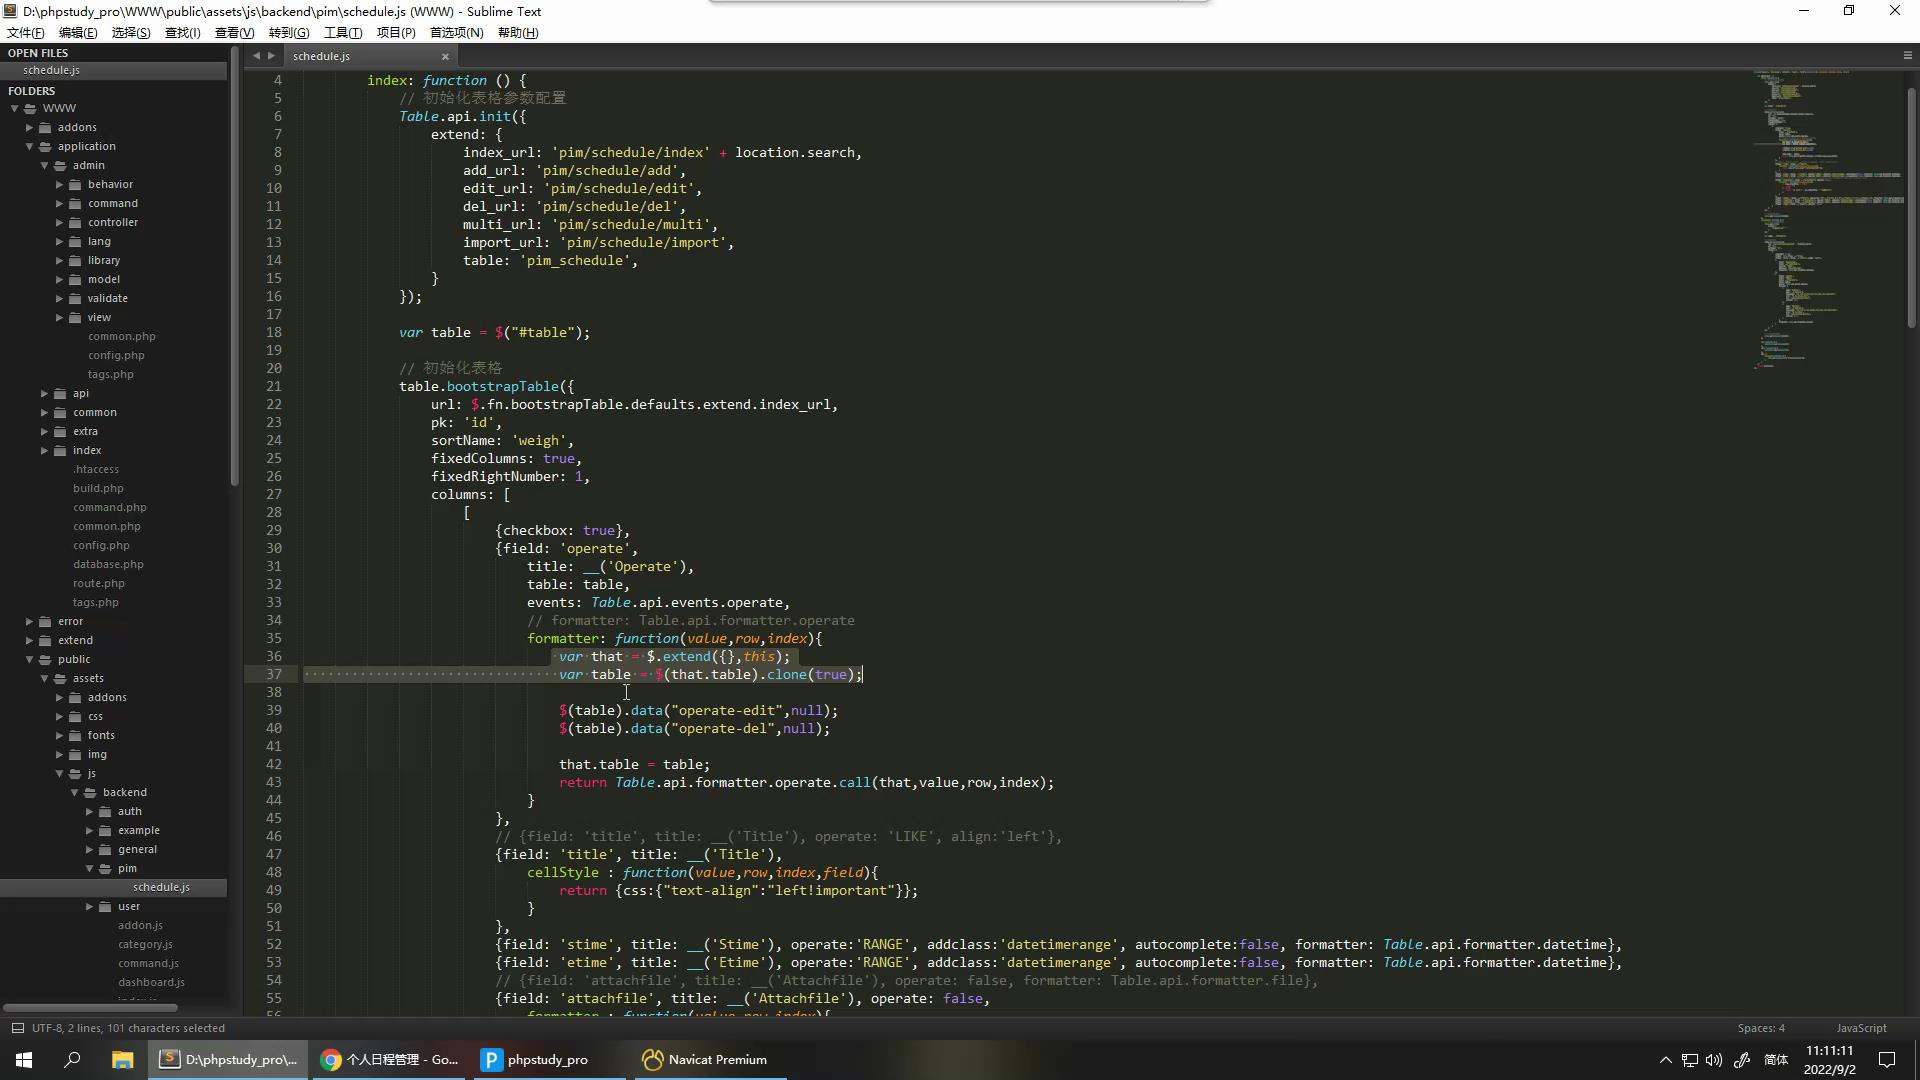 D:\phpstudy_pro\WWW\public\assets\js\backend\pim\schedule.js (WWW) - Sublime Text
文件(F) 编辑(E) 选择(S) 查找(I) 查看(V) 转到(G) 工具(T) 项目(P) 首选项(N) 帮助(H)
OPEN FILES
schedule.js
FOLDERS
WWW
addons
application
admin
behavior
command
controller
lang
library
model
validate
view
common.php
config.php
tags.php
api
common
extra
index
.htaccess
build.php
command.php
common.php
config.php
database.php
route.php
tags.php
error
extend
public
assets
addons
css
fonts
img
js
backend
auth
example
general
pim
schedule.js
user
addon.js
category.js
command.js
dashboard.js
schedule.js
4 index: function () {
5 // 初始化表格参数配置
6 Table.api.init({
7 extend: {
8 index_url: 'pim/schedule/index' + location.search,
9 add_url: 'pim/schedule/add',
10 edit_url: 'pim/schedule/edit',
11 del_url: 'pim/schedule/del',
12 multi_url: 'pim/schedule/multi',
13 import_url: 'pim/schedule/import',
14 table: 'pim_schedule',
15 }
16 });
17
18 var table = $("#table");
19
20 // 初始化表格
21 table.bootstrapTable({
22 url: $.fn.bootstrapTable.defaults.extend.index_url,
23 pk: 'id',
24 sortName: 'weigh',
25 fixedColumns: true,
26 fixedRightNumber: 1,
27 columns: [
28 [
29 {checkbox: true},
30 {field: 'operate',
31 title: __('Operate'),
32 table: table,
33 events: Table.api.events.operate,
34 // formatter: Table.api.formatter.operate
35 formatter: function(value,row,index){
36 var that = $.extend({},this);
37 var table = $(that.table).clone(true);
38
39 $(table).data("operate-edit",null);
40 $(table).data("operate-del",null);
41
42 that.table = table;
43 return Table.api.formatter.operate.call(that,value,row,index);
44 }
45 },
46 // {field: 'title', title: __('Title'), operate: 'LIKE', align:'left'},
47 {field: 'title', title: __('Title'),
48 cellStyle : function(value,row,index,field){
49 return {css:{"text-align":"left!important"}};
50 }
51 },
52 {field: 'stime', title: __('Stime'), operate:'RANGE', addclass:'datetimerange', autocomplete:false, formatter: Table.api.formatter.datetime},
53 {field: 'etime', title: __('Etime'), operate:'RANGE', addclass:'datetimerange', autocomplete:false, formatter: Table.api.formatter.datetime},
54 // {field: 'attachfile', title: __('Attachfile'), operate: false, formatter: Table.api.formatter.file},
55 {field: 'attachfile', title: __('Attachfile'), operate: false,
56 formatter : function(value,row,index){
UTF-8, 2 lines, 101 characters selected
Spaces: 4 JavaScript
D:\phpstudy_pro\... 个人日程管理 - Go... phpstudy_pro Navicat Premium
简体
11:11:11
2022/9/2